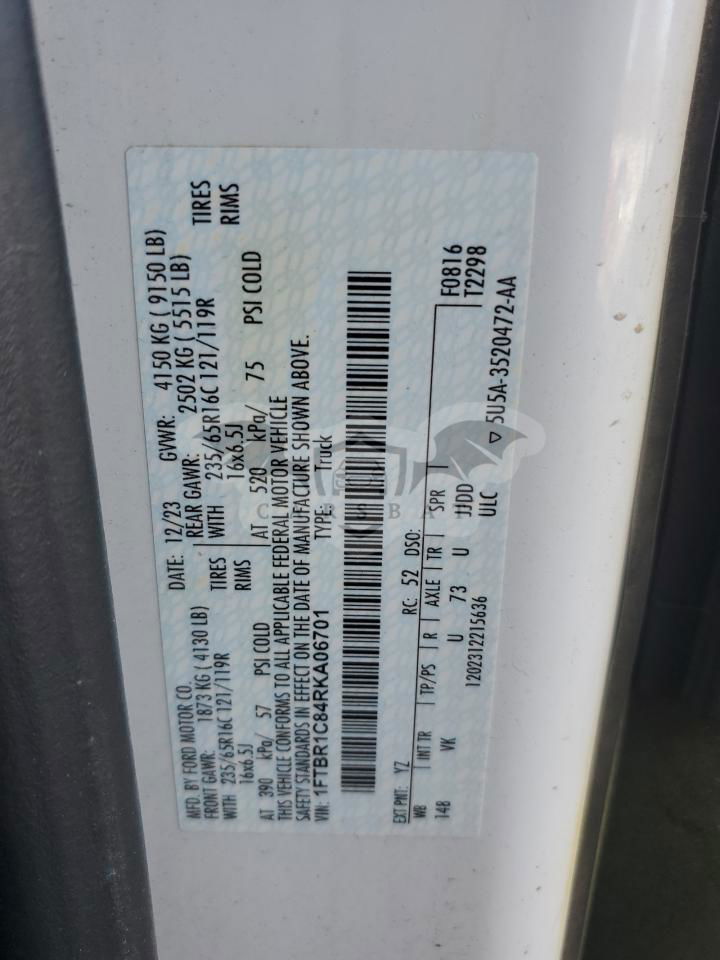 MFD. BY FORD MOTOR CO.
DATE: 12/23 GVWR: 4150 KG ( 9150 LB)
FRONT GAWR: 1873 KG ( 4130 LB) REAR GAWR: 2502 KG ( 5515 LB)
WITH 235/65R16C 121/119R TIRES WITH 235/65R16C 121/119R TIRES
16x6.5J RIMS 16x6.5J RIMS
AT 390 kPa/ 57 PSI COLD AT 520 kPa/ 75 PSI COLD
THIS VEHICLE CONFORMS TO ALL APPLICABLE FEDERAL MOTOR VEHICLE
SAFETY STANDARDS IN EFFECT ON THE DATE OF MANUFACTURE SHOWN ABOVE.
VIN: 1FTBR1C84RKA06701 TYPE: Truck
EXT PNT: YZ RC: 52 DSO:
WB INT TR TP/PS R AXLE TR SPR F0816
148 VK U 73 U JJDD T2298
1202312215636 ULC
▽ 5U5A-3520472-AA